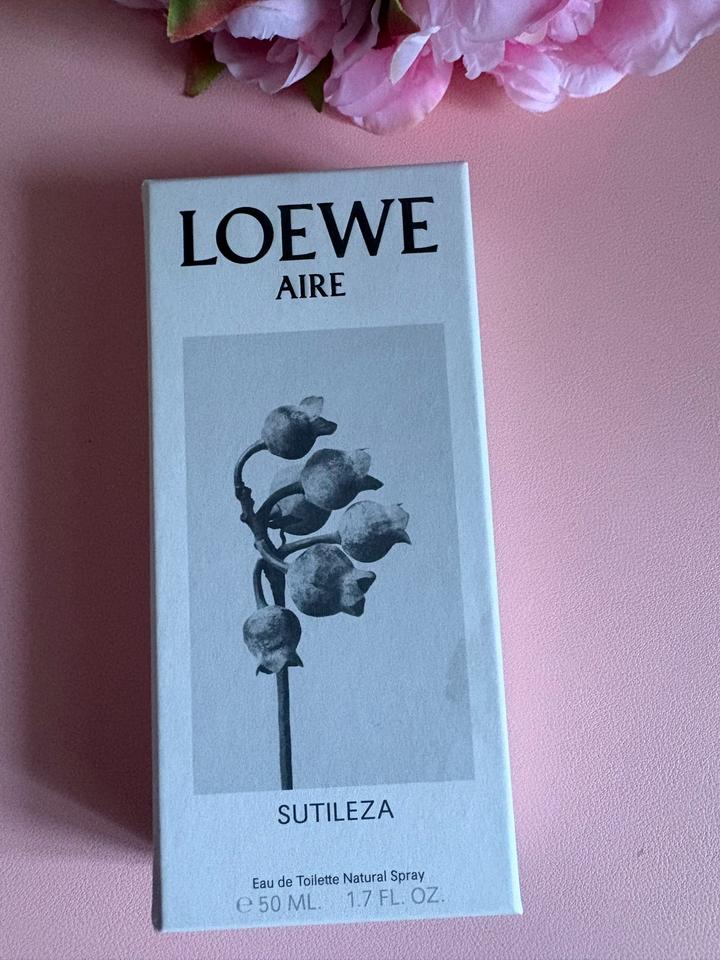 LOEWE
AIRE
SUTILEZA
Eau de Toilette Natural Spray
℮ 50 ML. 1.7 FL. OZ.